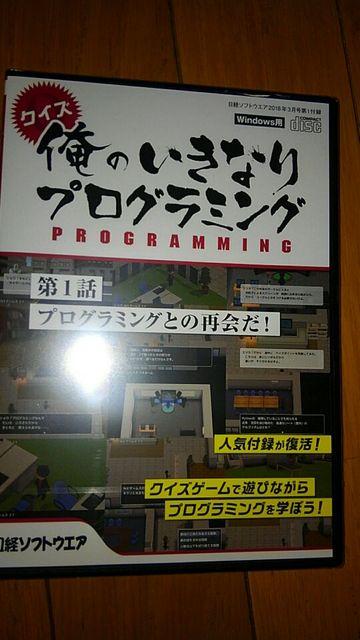 日経ソフトウエア2018年3月号第1付録
Windows用
COMPACT
disc
クイズ
俺のいきなり
プログラミング
PROGRAMMING
第1話
プログラミングとの再会だ!
人気付録が復活!
クイズゲームで遊びながら
プログラミングを学ぼう!
日経ソフトウエア